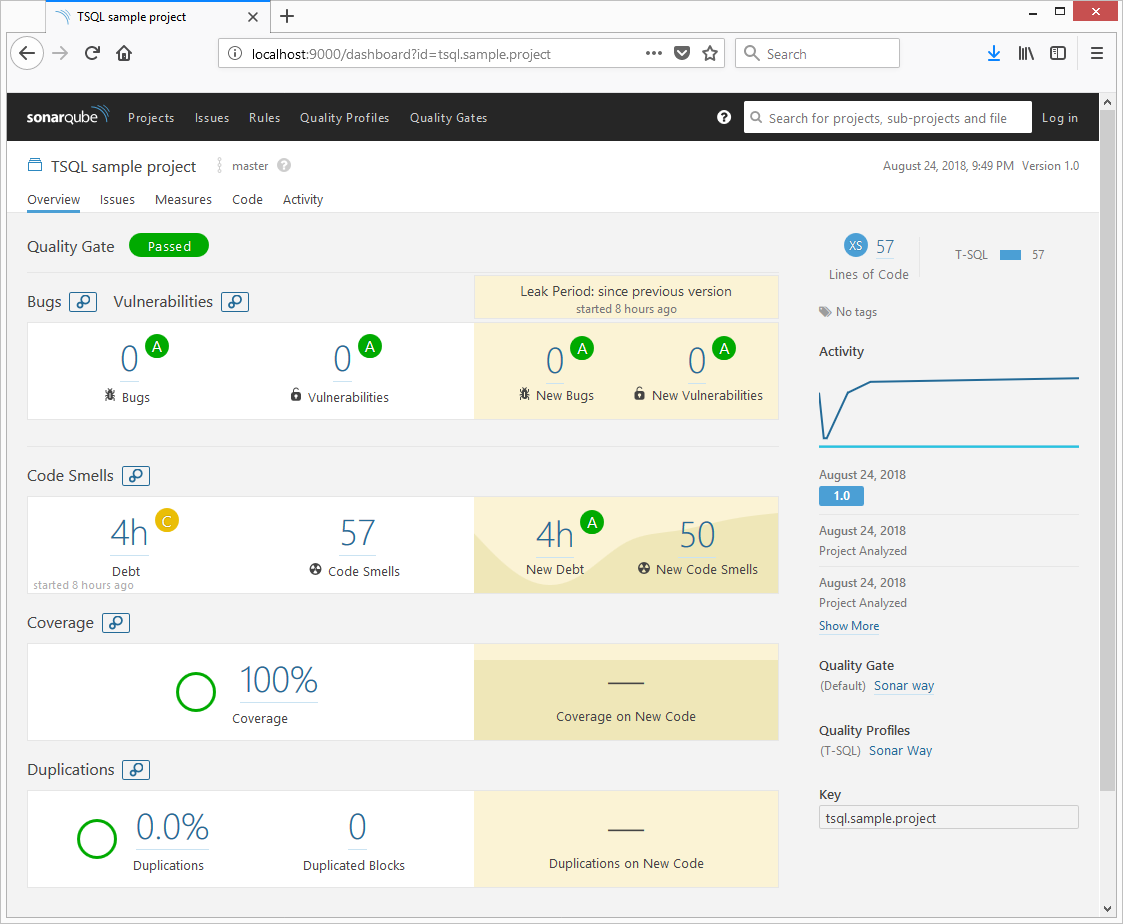 TSQL sample project
localhost:9000/dashboard?id=tsql.sample.project
Search
sonarqube
Projects Issues Rules Quality Profiles Quality Gates
Search for projects, sub-projects and file
Log in
TSQL sample project master
August 24, 2018, 9:49 PM Version 1.0
Overview Issues Measures Code Activity
Quality Gate Passed
Bugs Vulnerabilities
Leak Period: since previous version
started 8 hours ago
0 A
Bugs
0 A
Vulnerabilities
0 A
New Bugs
0 A
New Vulnerabilities
Code Smells
4h C
Debt
started 8 hours ago
57
Code Smells
4h A
New Debt
50
New Code Smells
Coverage
100%
Coverage
—
Coverage on New Code
Duplications
0.0%
Duplications
0
Duplicated Blocks
—
Duplications on New Code
XS 57
Lines of Code
T-SQL 57
No tags
Activity
August 24, 2018
1.0
August 24, 2018
Project Analyzed
August 24, 2018
Project Analyzed
Show More
Quality Gate
(Default) Sonar way
Quality Profiles
(T-SQL) Sonar Way
Key
tsql.sample.project